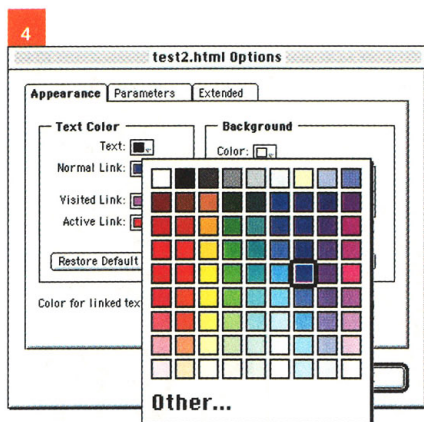 4
test2.html Options
Appearance Parameters Extended
Text Color
Text:
Normal Link:
Visited Link:
Active Link:
Restore Default
Background
Color:
Color for linked tex
Other...